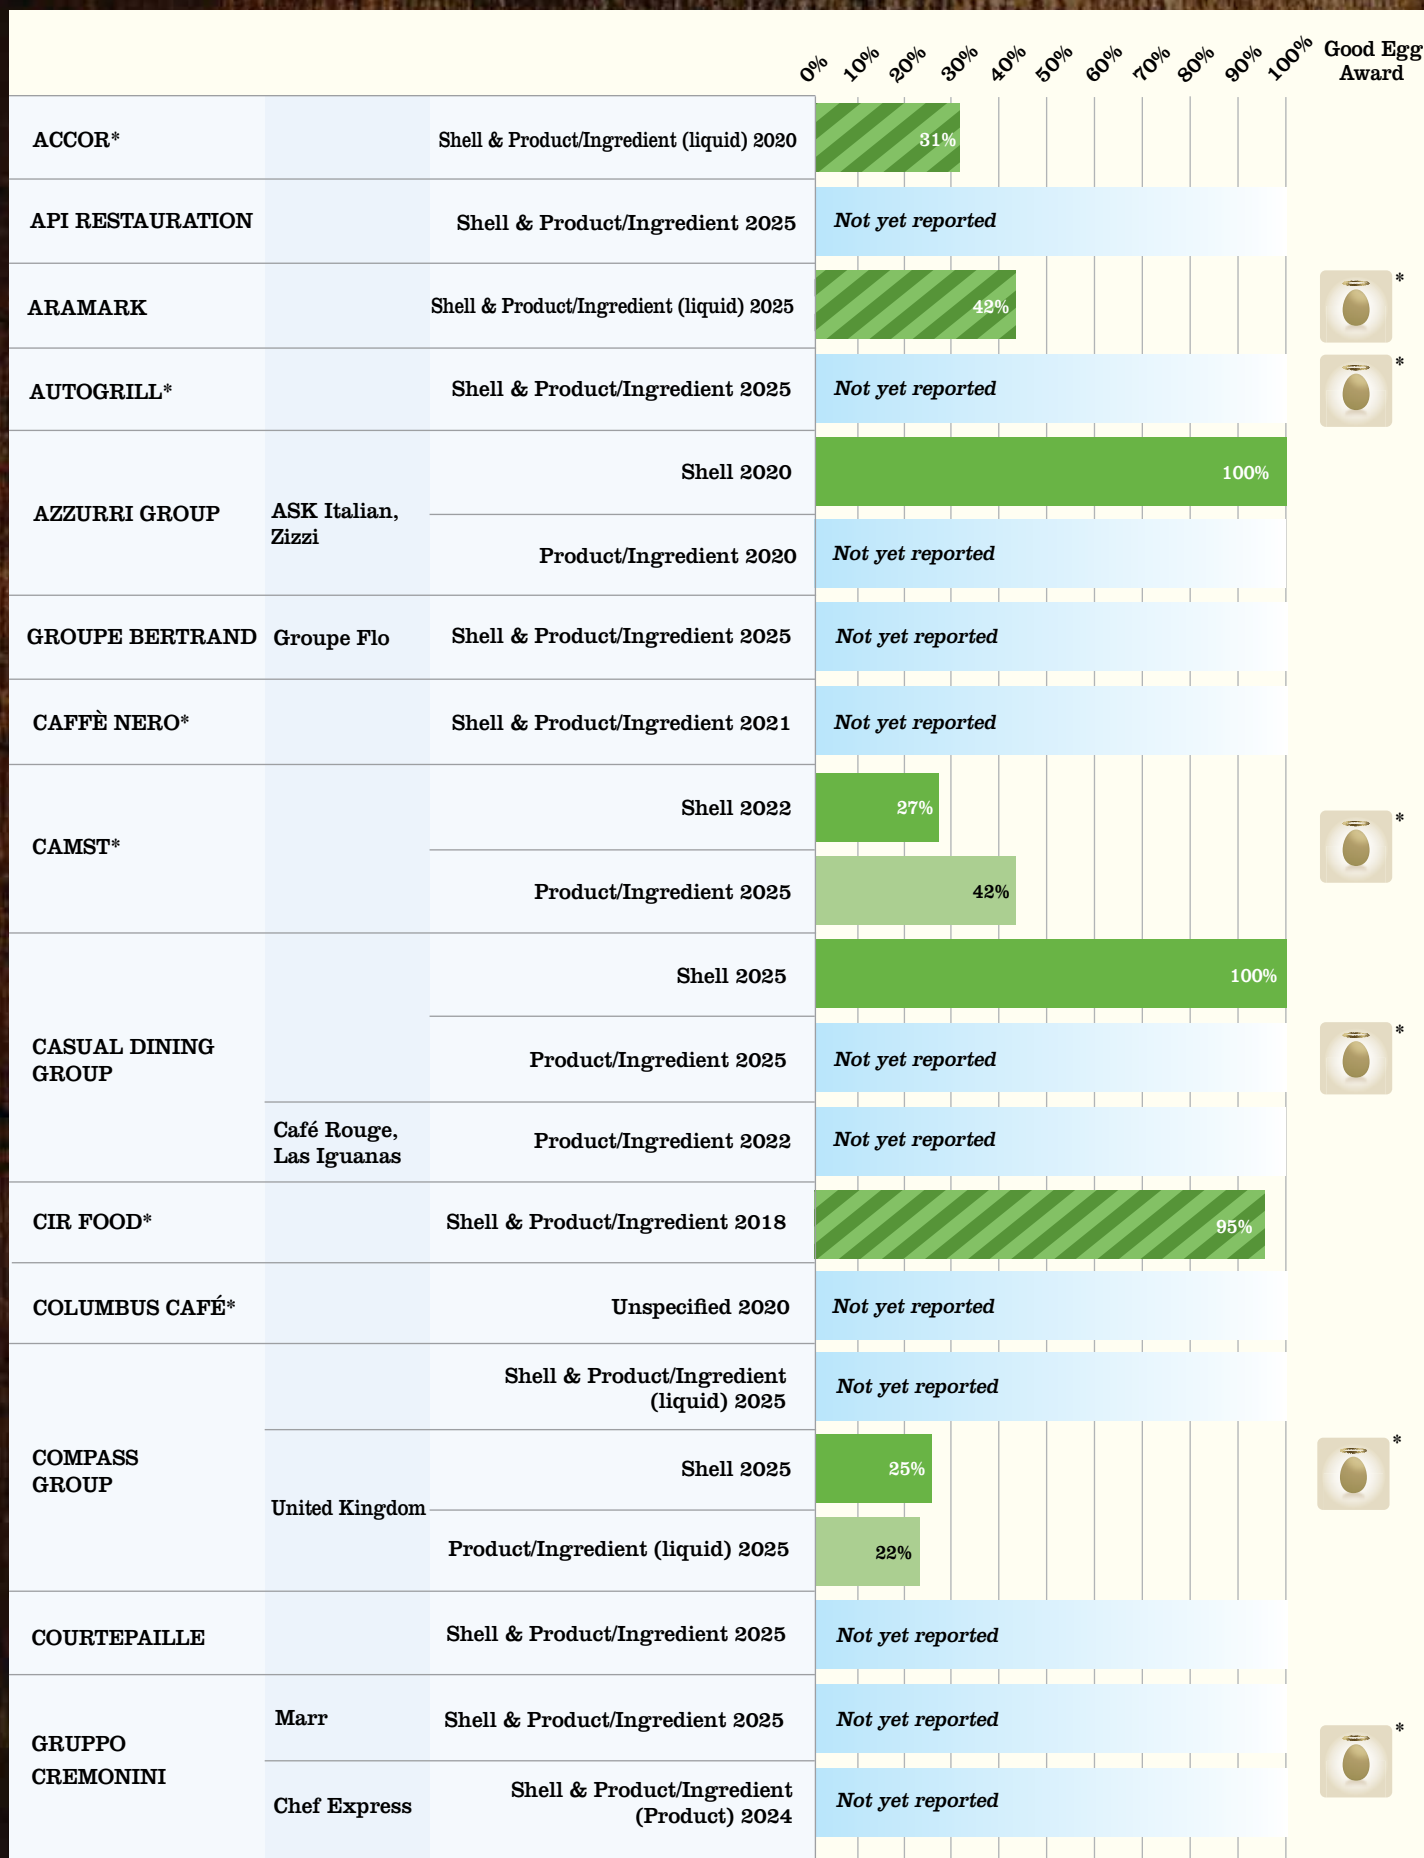 0% 10% 20% 30% 40% 50% 60% 70% 80% 90% 100%
Good Egg
Award
ACCOR* Shell & Product/Ingredient (liquid) 2020 31%
API RESTAURATION Shell & Product/Ingredient 2025 Not yet reported
ARAMARK Shell & Product/Ingredient (liquid) 2025 42% *
AUTOGRILL* Shell & Product/Ingredient 2025 Not yet reported *
AZZURRI GROUP
ASK Italian,
Zizzi
Shell 2020 100%
Product/Ingredient 2020 Not yet reported
GROUPE BERTRAND Groupe Flo Shell & Product/Ingredient 2025 Not yet reported
CAFFÈ NERO* Shell & Product/Ingredient 2021 Not yet reported
CAMST*
Shell 2022 27%
Product/Ingredient 2025 42%
*
CASUAL DINING
GROUP
Shell 2025 100%
Product/Ingredient 2025 Not yet reported
*
Café Rouge,
Las Iguanas
Product/Ingredient 2022 Not yet reported
CIR FOOD* Shell & Product/Ingredient 2018 95%
COLUMBUS CAFÉ* Unspecified 2020 Not yet reported
COMPASS
GROUP
Shell & Product/Ingredient
(liquid) 2025
Not yet reported
United Kingdom
Shell 2025 25%
Product/Ingredient (liquid) 2025 22%
*
COURTEPAILLE Shell & Product/Ingredient 2025 Not yet reported
GRUPPO
CREMONINI
Marr Shell & Product/Ingredient 2025 Not yet reported
Chef Express
Shell & Product/Ingredient
(Product) 2024
Not yet reported
*